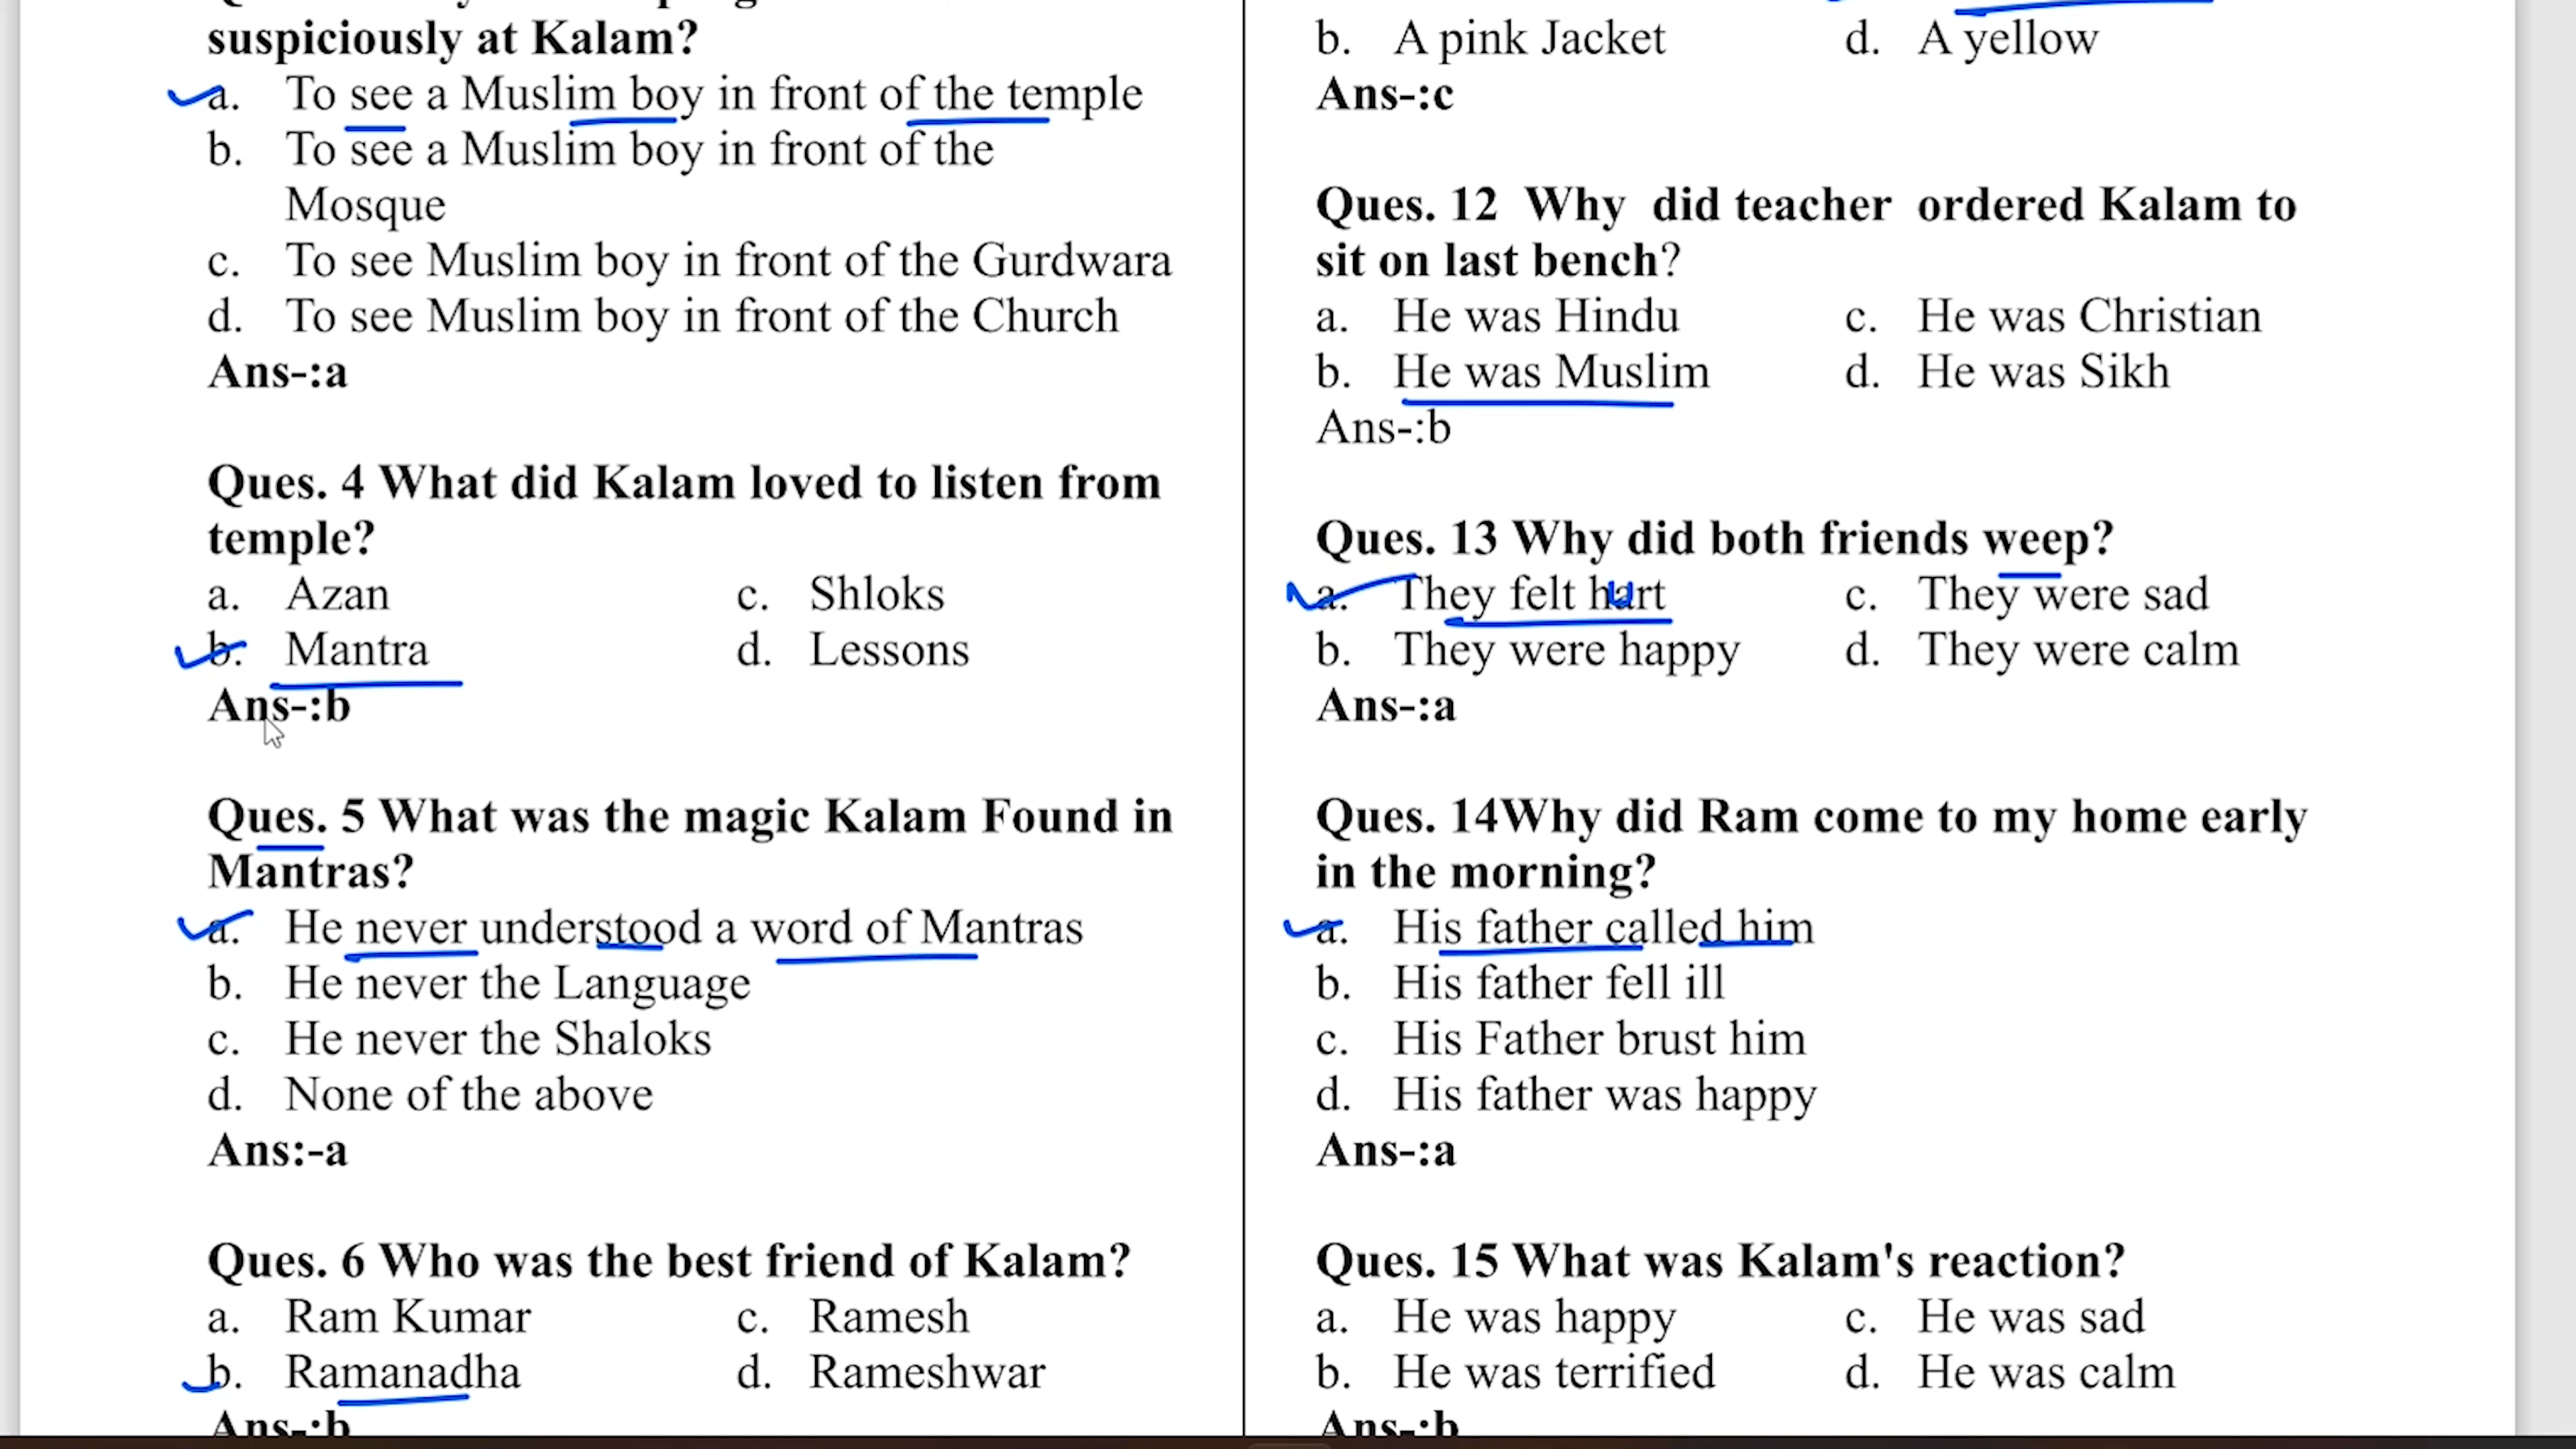 suspiciously at Kalam?
a. To see a Muslim boy in front of the temple
b. To see a Muslim boy in front of the
Mosque
c. To see Muslim boy in front of the Gurdwara
d. To see Muslim boy in front of the Church
Ans-:a
Ques. 4 What did Kalam loved to listen from
temple?
a. Azan c. Shloks
b. Mantra d. Lessons
Ans-:b
Ques. 5 What was the magic Kalam Found in
Mantras?
a. He never understood a word of Mantras
b. He never the Language
c. He never the Shaloks
d. None of the above
Ans:-a
Ques. 6 Who was the best friend of Kalam?
a. Ram Kumar c. Ramesh
b. Ramanadha d. Rameshwar
Ans-:b
b. A pink Jacket d. A yellow
Ans-:c
Ques. 12 Why did teacher ordered Kalam to
sit on last bench?
a. He was Hindu c. He was Christian
b. He was Muslim d. He was Sikh
Ans-:b
Ques. 13 Why did both friends weep?
a. They felt hart c. They were sad
u
b. They were happy d. They were calm
Ans-:a
Ques. 14Why did Ram come to my home early
in the morning?
a. His father called him
b. His father fell ill
c. His Father brust him
d. His father was happy
Ans-:a
Ques. 15 What was Kalam's reaction?
a. He was happy c. He was sad
b. He was terrified d. He was calm
Ans-:b